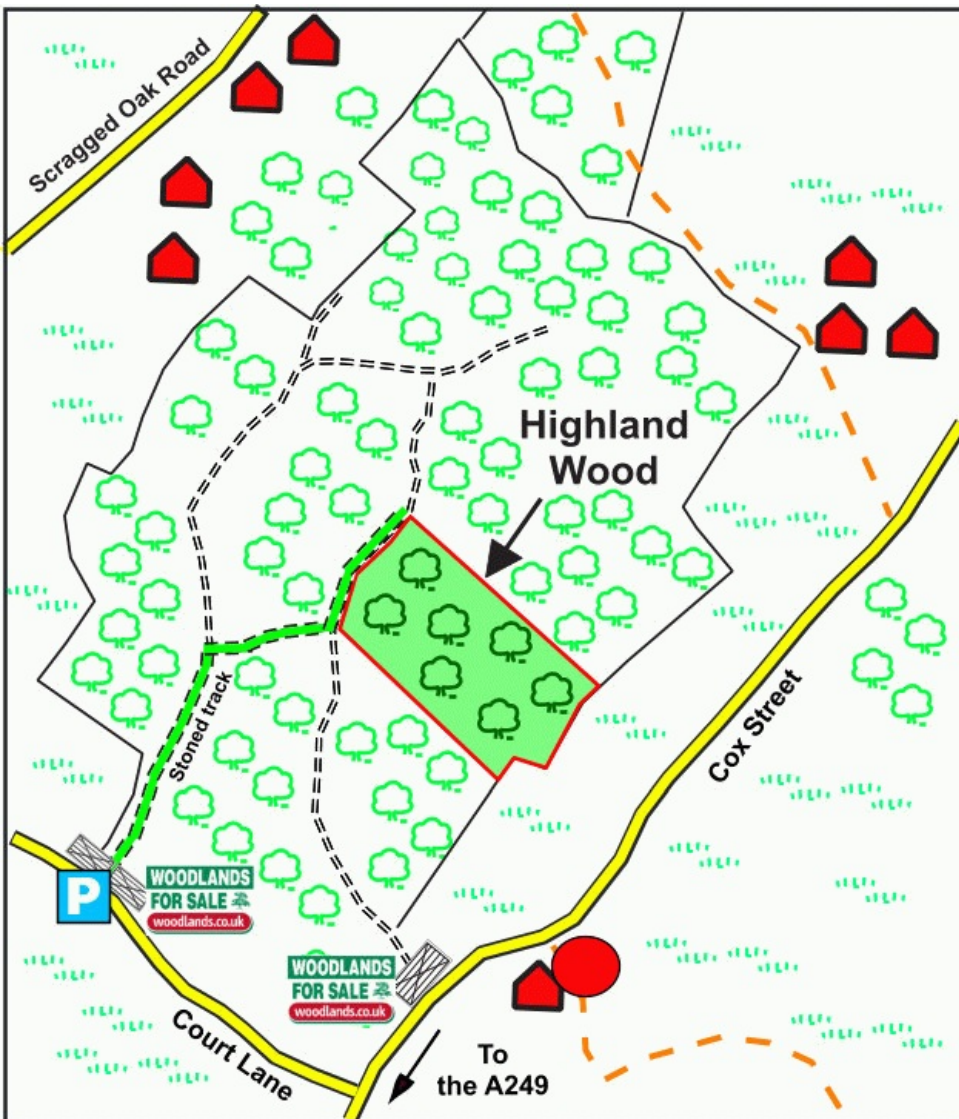 Scragged Oak Road
Highland
Wood
Stoned track
Cox Street
P
WOODLANDS
FOR SALE
woodlands.co.uk
WOODLANDS
FOR SALE
woodlands.co.uk
Court Lane
To
the A249